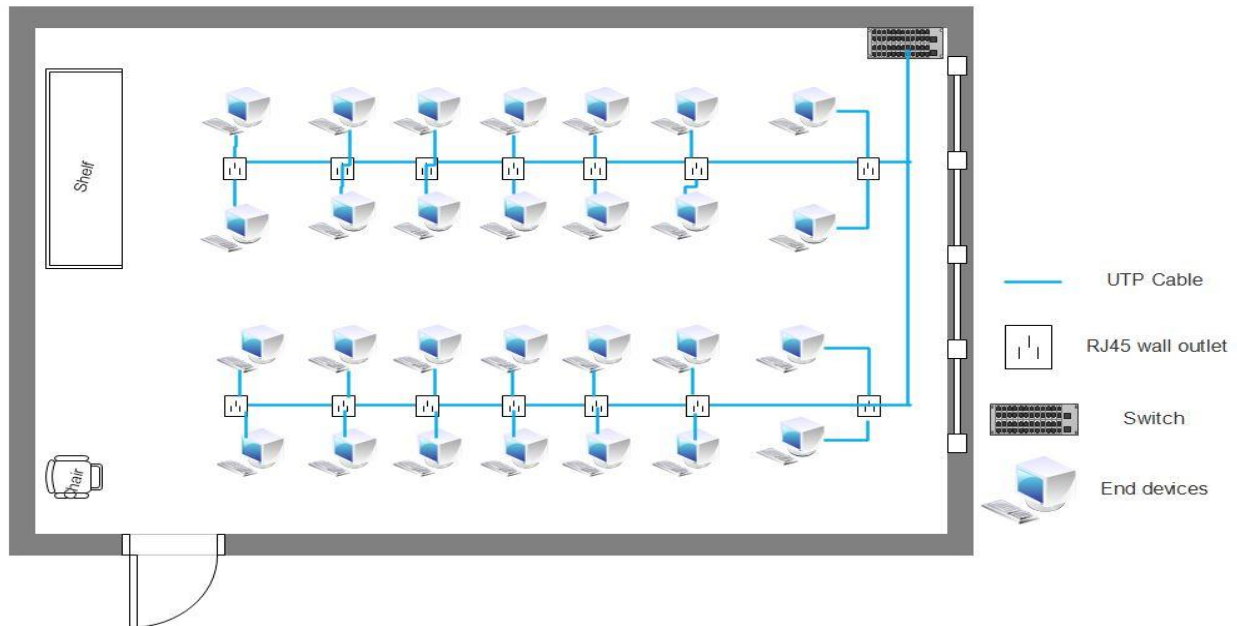 Shelf
Chair
UTP Cable
RJ45 wall outlet
Switch
End devices